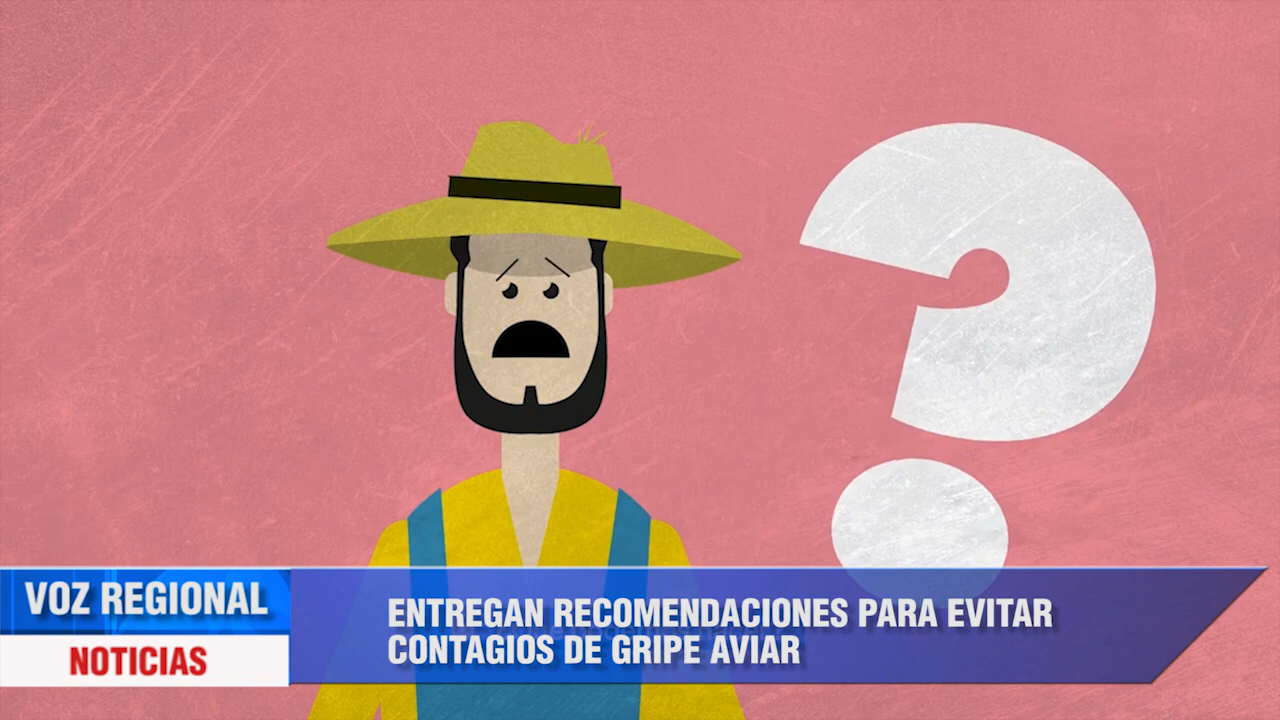 VOZ REGIONAL
NOTICIAS
ENTREGAN RECOMENDACIONES PARA EVITAR
CONTAGIOS DE GRIPE AVIAR